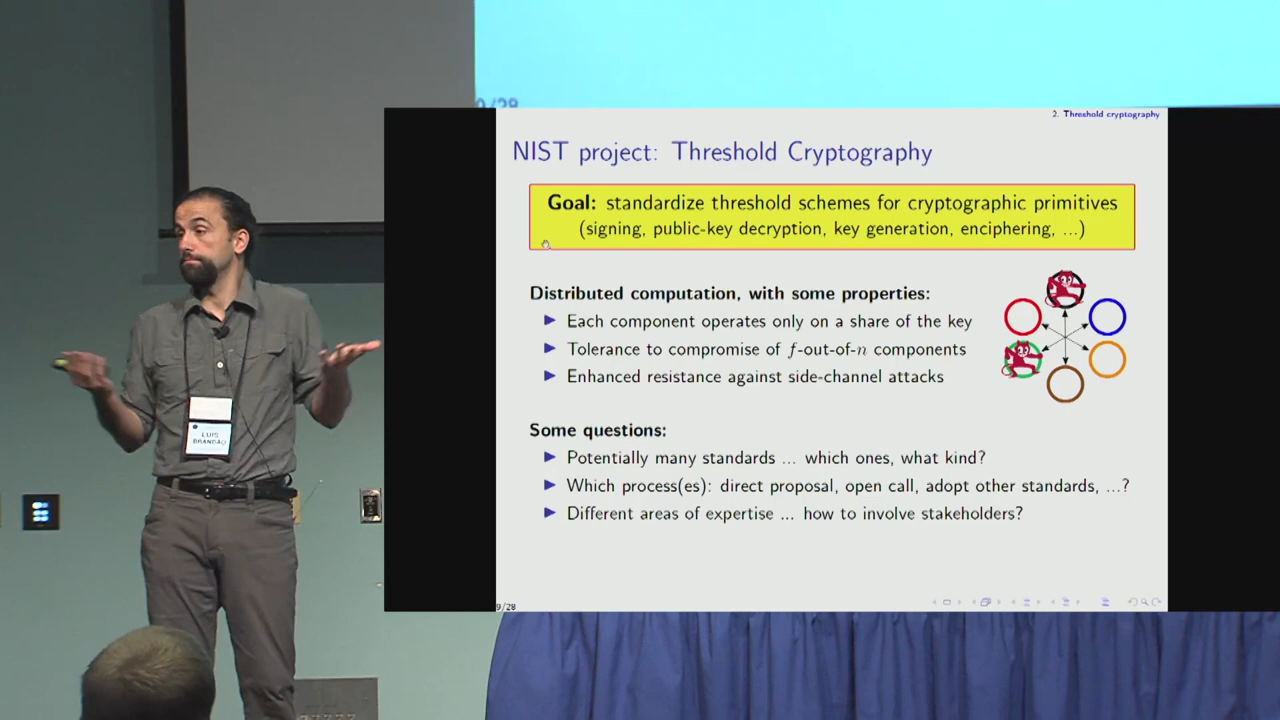 9/28
2. Threshold cryptography
NIST project: Threshold Cryptography
Goal: standardize threshold schemes for cryptographic primitives
(signing, public-key decryption, key generation, enciphering, ...)
Distributed computation, with some properties:
Each component operates only on a share of the key
Tolerance to compromise of f-out-of-n components
Enhanced resistance against side-channel attacks
Some questions:
Potentially many standards ... which ones, what kind?
Which process(es): direct proposal, open call, adopt other standards, ...?
Different areas of expertise ... how to involve stakeholders?
9/28
LUIS
BRANDAO